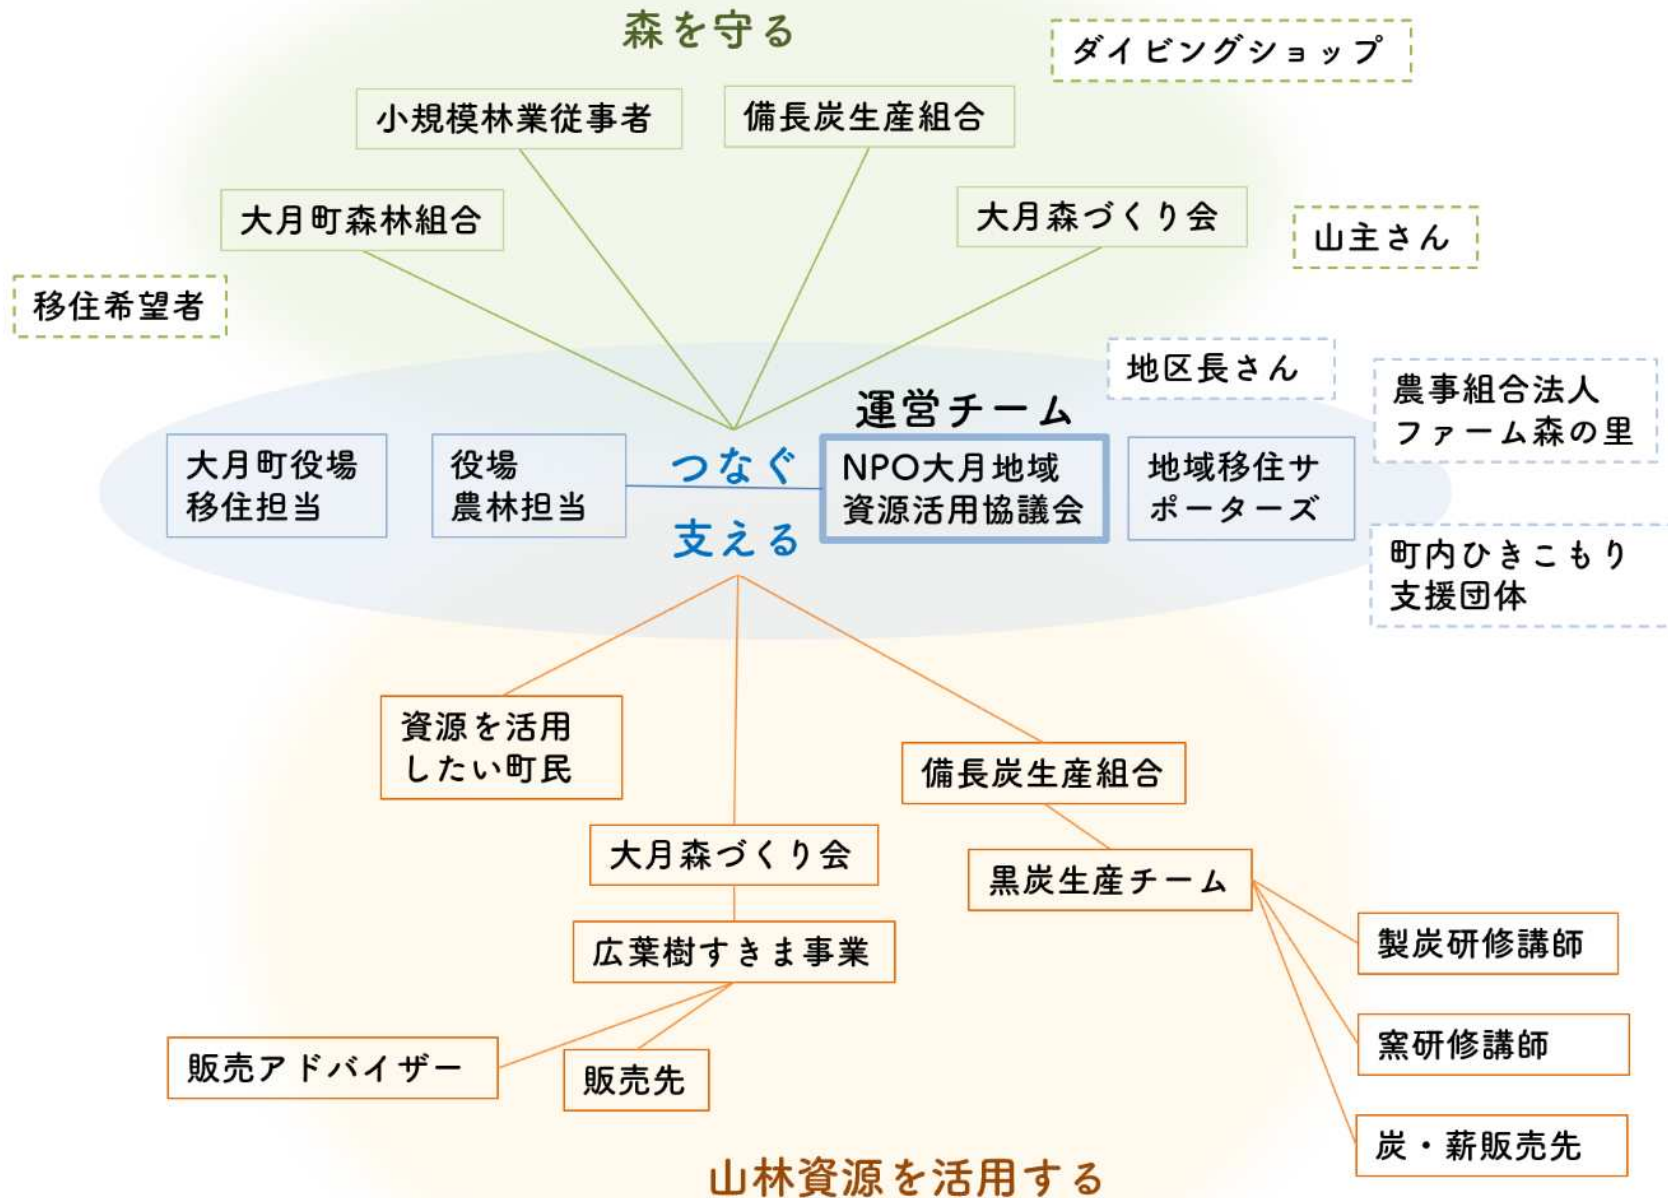 森を守る
ダイビングショップ
小規模林業従事者
備長炭生産組合
大月町森林組合
大月森づくり会
山主さん
移住希望者
地区長さん
農事組合法人
ファーム森の里
運営チーム
大月町役場
移住担当
役場
農林担当
つなぐ
支える
NPO大月地域
資源活用協議会
地域移住サ
ポーターズ
町内ひきこもり
支援団体
資源を活用
したい町民
備長炭生産組合
大月森づくり会
黒炭生産チーム
広葉樹すきま事業
製炭研修講師
窯研修講師
販売アドバイザー
販売先
炭・薪販売先
山林資源を活用する